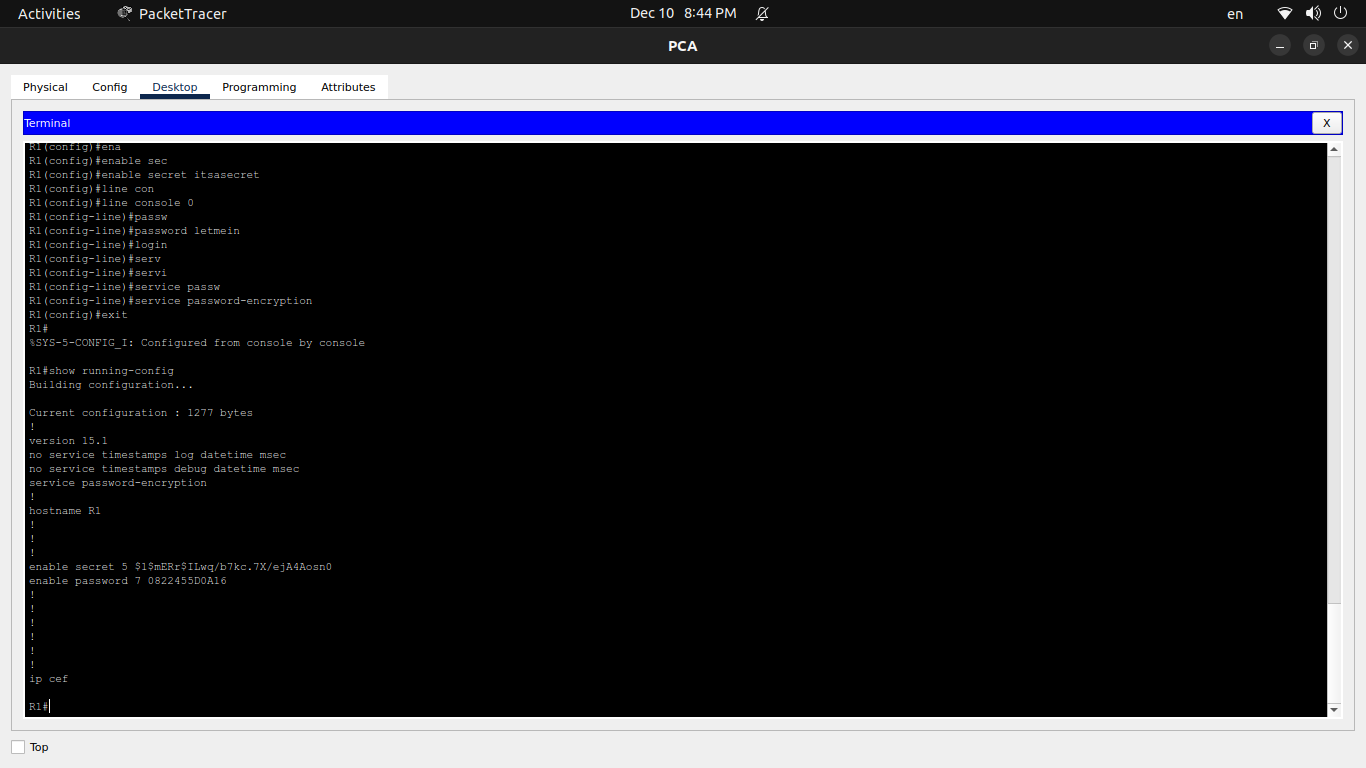 Activities PacketTracer Dec 10 8:44 PM en
PCA
Physical Config Desktop Programming Attributes
Terminal X
R1(config)#ena
R1(config)#enable sec
R1(config)#enable secret itsasecret
R1(config)#line con
R1(config)#line console 0
R1(config-line)#passw
R1(config-line)#password letmein
R1(config-line)#login
R1(config-line)#serv
R1(config-line)#servi
R1(config-line)#service passw
R1(config-line)#service password-encryption
R1(config)#exit
R1#
%SYS-5-CONFIG_I: Configured from console by console
R1#show running-config
Building configuration...
Current configuration : 1277 bytes
!
version 15.1
no service timestamps log datetime msec
no service timestamps debug datetime msec
service password-encryption
!
hostname R1
!
!
!
enable secret 5 $1$mERr$ILwq/b7kc.7X/ejA4Aosn0
enable password 7 0822455D0A16
!
!
!
!
!
!
ip cef
R1#
Top